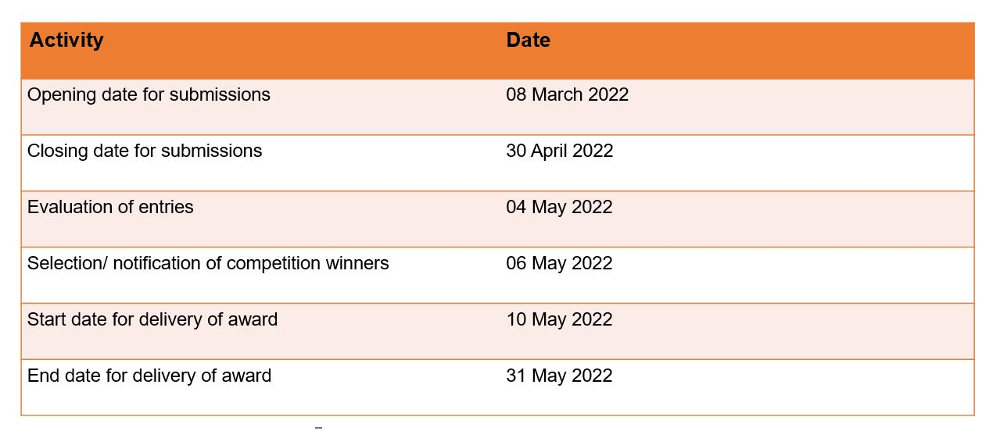 Activity Date
Opening date for submissions 08 March 2022
Closing date for submissions 30 April 2022
Evaluation of entries 04 May 2022
Selection/ notification of competition winners 06 May 2022
Start date for delivery of award 10 May 2022
End date for delivery of award 31 May 2022